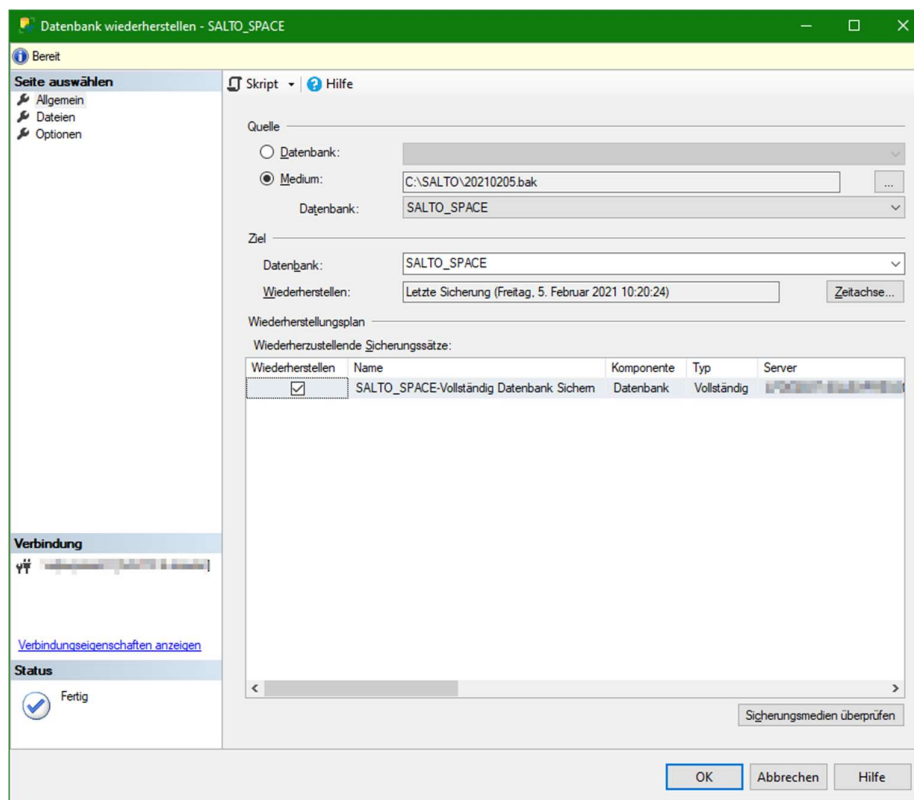 Datenbank wiederherstellen - SALTO_SPACE
Bereit
Seite auswählen
Allgemein
Dateien
Optionen
Skript
Hilfe
Quelle
Datenbank:
Medium:
C:\SALTO\20210205.bak
...
Datenbank:
SALTO_SPACE
Ziel
Datenbank:
SALTO_SPACE
Wiederherstellen:
Letzte Sicherung (Freitag, 5. Februar 2021 10:20:24)
Zeitachse...
Wiederherstellungsplan
Wiederherzustellende Sicherungssätze:
Wiederherstellen Name Komponente Typ Server
SALTO_SPACE-Vollständig Datenbank Sichern Datenbank Vollständig
Verbindung
Verbindungseigenschaften anzeigen
Status
Fertig
Sicherungsmedien überprüfen
OK
Abbrechen
Hilfe